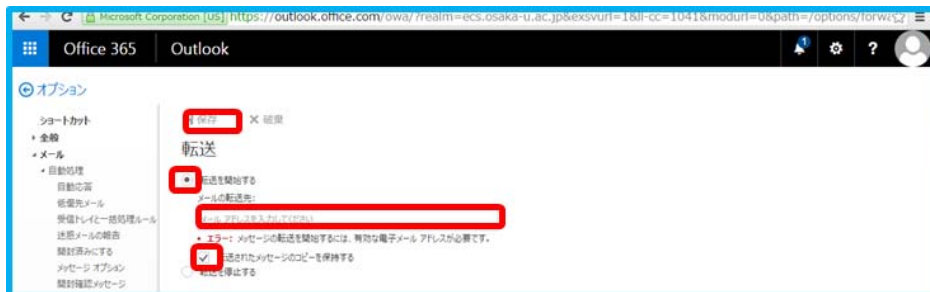 Microsoft Corporation [US] https://outlook.office.com/owa/?realm=ecs.osaka-u.ac.jp&exsvurl=1&ll-cc=1041&modurl=0&path=/options/forwa
Office 365 Outlook 1 ?
オプション
ショートカット
保存 破棄
全般
メール
転送
自動処理
転送を開始する
自動応答
メールの転送先:
低優先メール
メール アドレスを入力してください
受信トレイと一括処理ルール
エラー: メッセージの転送を開始するには、有効な電子メール アドレスが必要です。
迷惑メールの報告
転送されたメッセージのコピーを保持する
開封済みにする
転送を停止する
メッセージ オプション
開封確認メッセージ